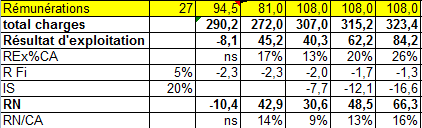 Rémunérations 27 94,5 81,0 108,0 108,0 108,0
total charges 290,2 272,0 307,0 315,2 323,4
Résultat d'exploitation -8,1 45,2 40,3 62,2 84,2
REx%CA ns 17% 13% 20% 26%
R Fi 5% -2,3 -2,3 -2,0 -1,7 -1,3
IS 20% -7,7 -12,1 -16,6
RN -10,4 42,9 30,6 48,5 66,3
RN/CA ns 14% 9% 13% 16%